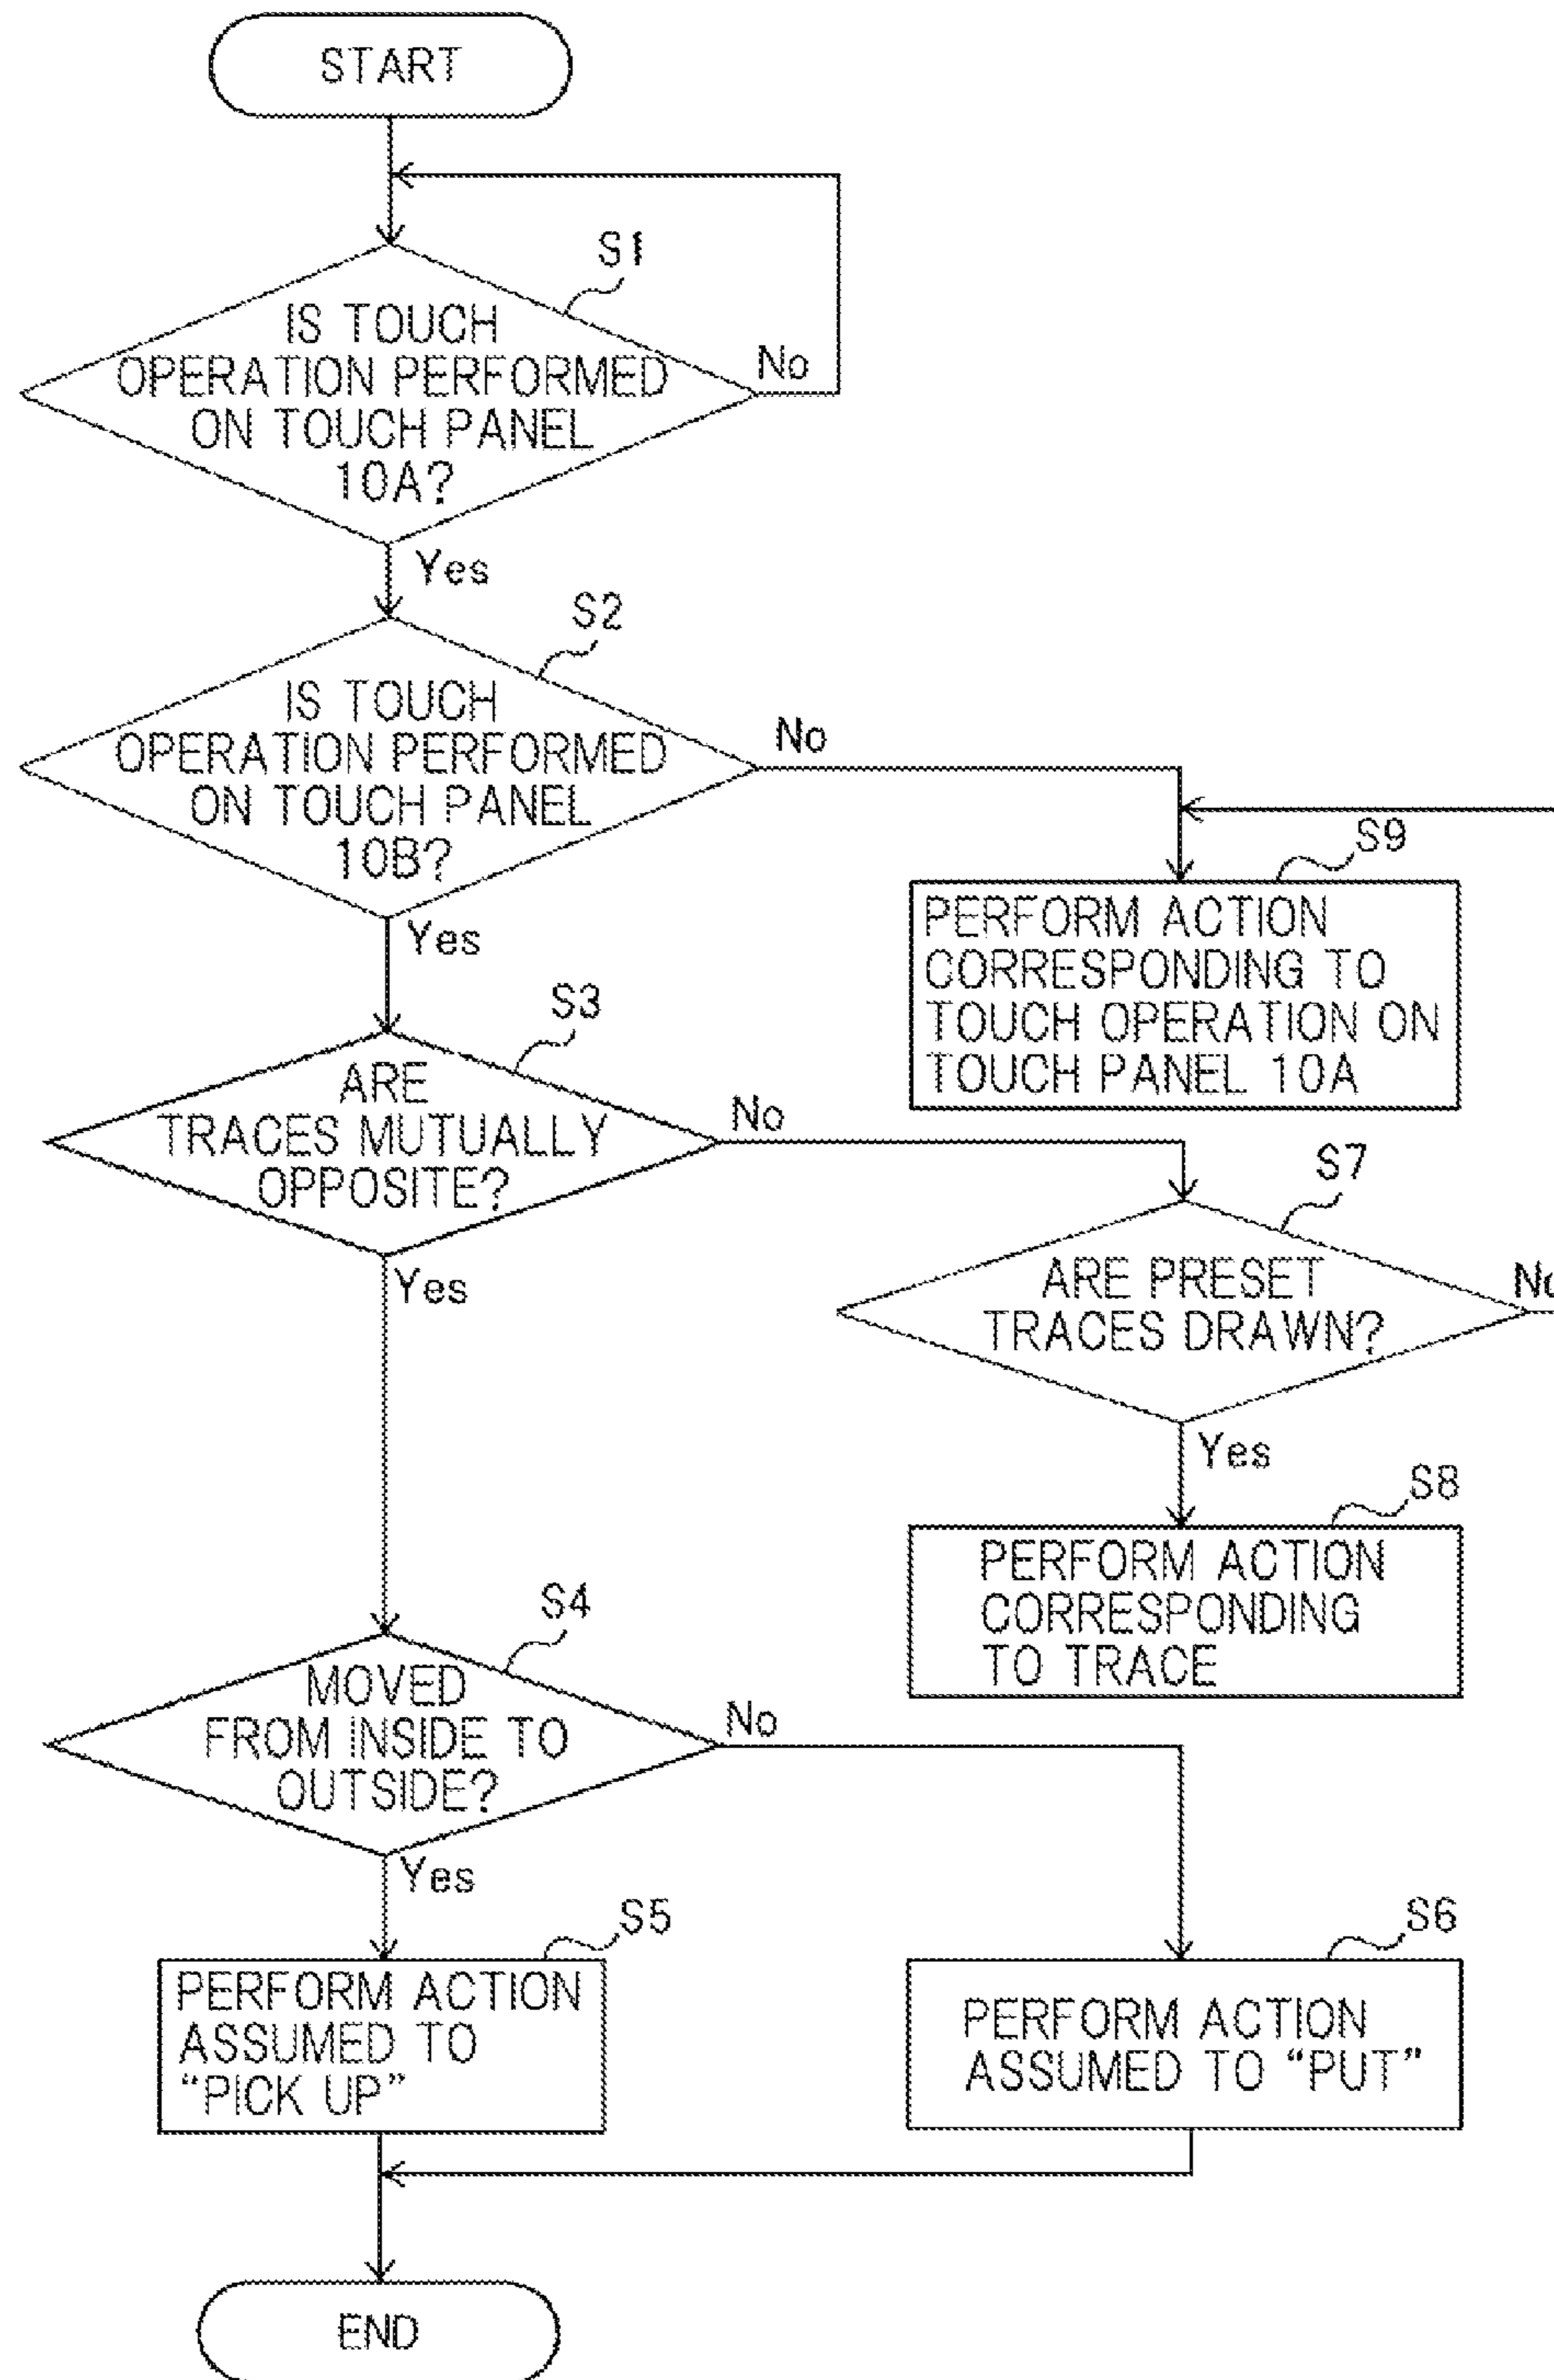 START
S1
IS TOUCH
OPERATION PERFORMED
ON TOUCH PANEL
10A?
No
Yes
S2
IS TOUCH
OPERATION PERFORMED
ON TOUCH PANEL
10B?
No
Yes
S9
PERFORM ACTION
CORRESPONDING TO
TOUCH OPERATION ON
TOUCH PANEL 10A
S3
ARE
TRACES MUTUALLY
OPPOSITE?
No
Yes
S7
ARE PRESET
TRACES DRAWN?
No
Yes
S8
PERFORM ACTION
CORRESPONDING
TO TRACE
S4
MOVED
FROM INSIDE TO
OUTSIDE?
No
Yes
S5
PERFORM ACTION
ASSUMED TO
“PICK UP”
S6
PERFORM ACTION
ASSUMED TO “PUT”
END